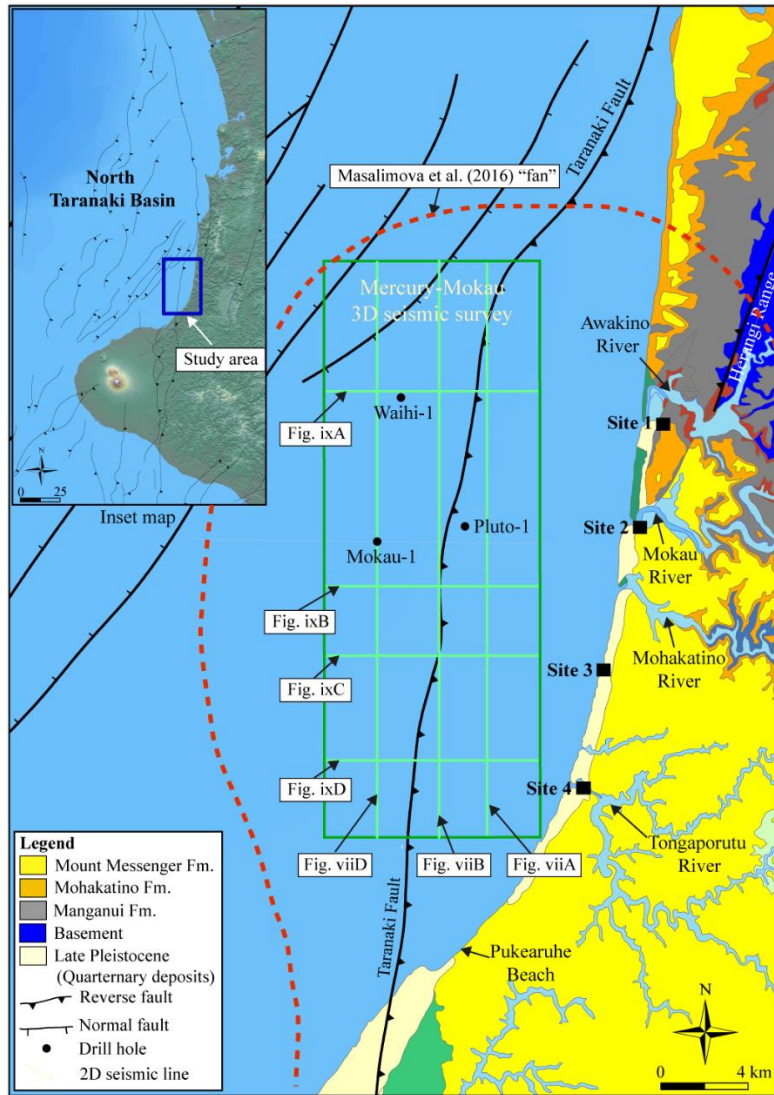 North
Taranaki Basin
Study area
N
0 25
Inset map
Masalimova et al. (2016) “fan”
Taranaki Fault
Mercury-Mokau
3D seismic survey
Herangi Range
Awakino
River
Waihi-1
Fig. ixA
Site 1
Pluto-1
Site 2
Mokau-1
Mokau
River
Fig. ixB
Mohakatino
River
Fig. ixC
Site 3
Fig. ixD
Site 4
Tongaporutu
River
Fig. viiD
Fig. viiB
Fig. viiA
Taranaki Fault
Pukearuhe
Beach
Legend
Mount Messenger Fm.
Mohakatino Fm.
Manganui Fm.
Basement
Late Pleistocene
(Quarternary deposits)
Reverse fault
Normal fault
Drill hole
2D seismic line
N
0 4 km